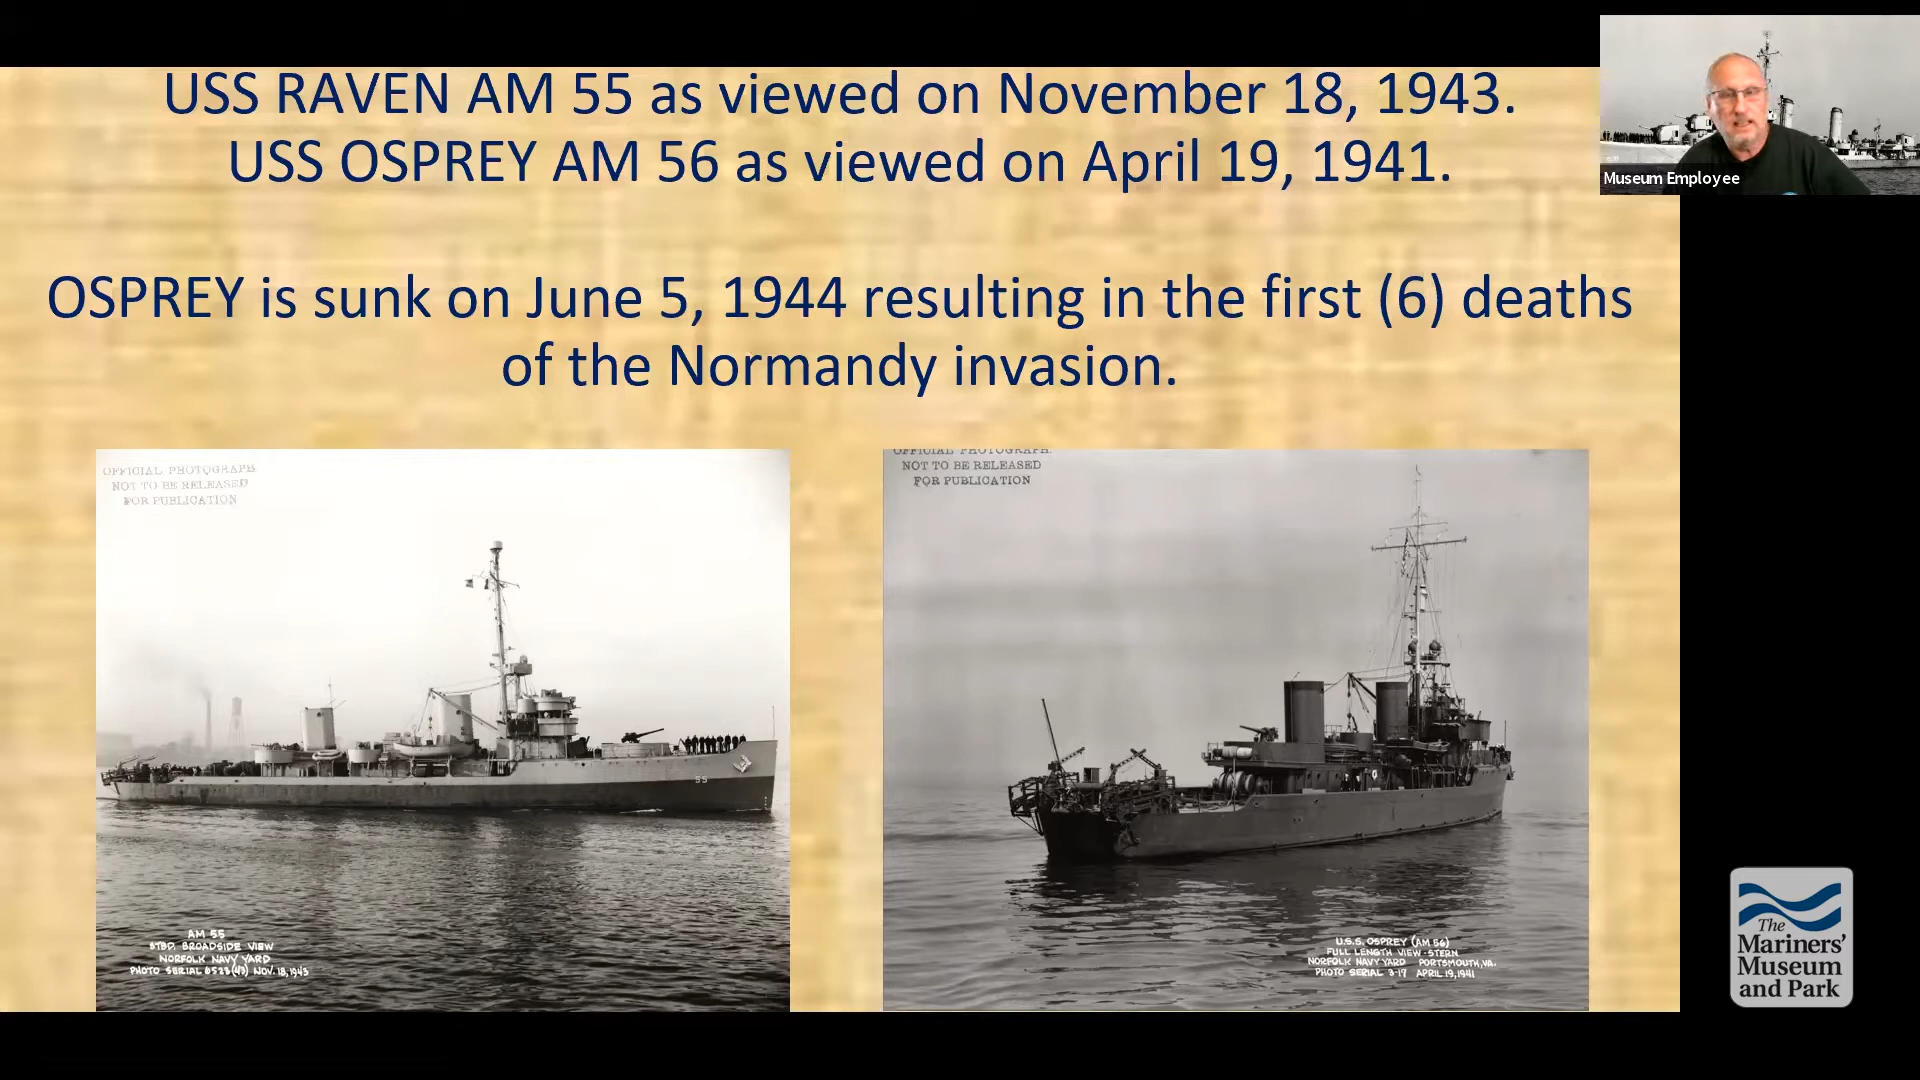 USS RAVEN AM 55 as viewed on November 18, 1943.
USS OSPREY AM 56 as viewed on April 19, 1941.
OSPREY is sunk on June 5, 1944 resulting in the first (6) deaths
of the Normandy invasion.
Museum Employee
OFFICIAL PHOTOGRAPH
NOT TO BE RELEASED
FOR PUBLICATION
55
AM 55
STBD. BROADSIDE VIEW
NORFOLK NAVY YARD
PHOTO SERIAL 6523(43) NOV. 18, 1943
OFFICIAL PHOTOGRAPH.
NOT TO BE RELEASED
FOR PUBLICATION
U.S.S. OSPREY (AM 56)
FULL LENGTH VIEW-STERN
NORFOLK NAVY YARD PORTSMOUTH, VA.
PHOTO SERIAL 3-17 APRIL 19, 1941
The
Mariners'
Museum
and Park